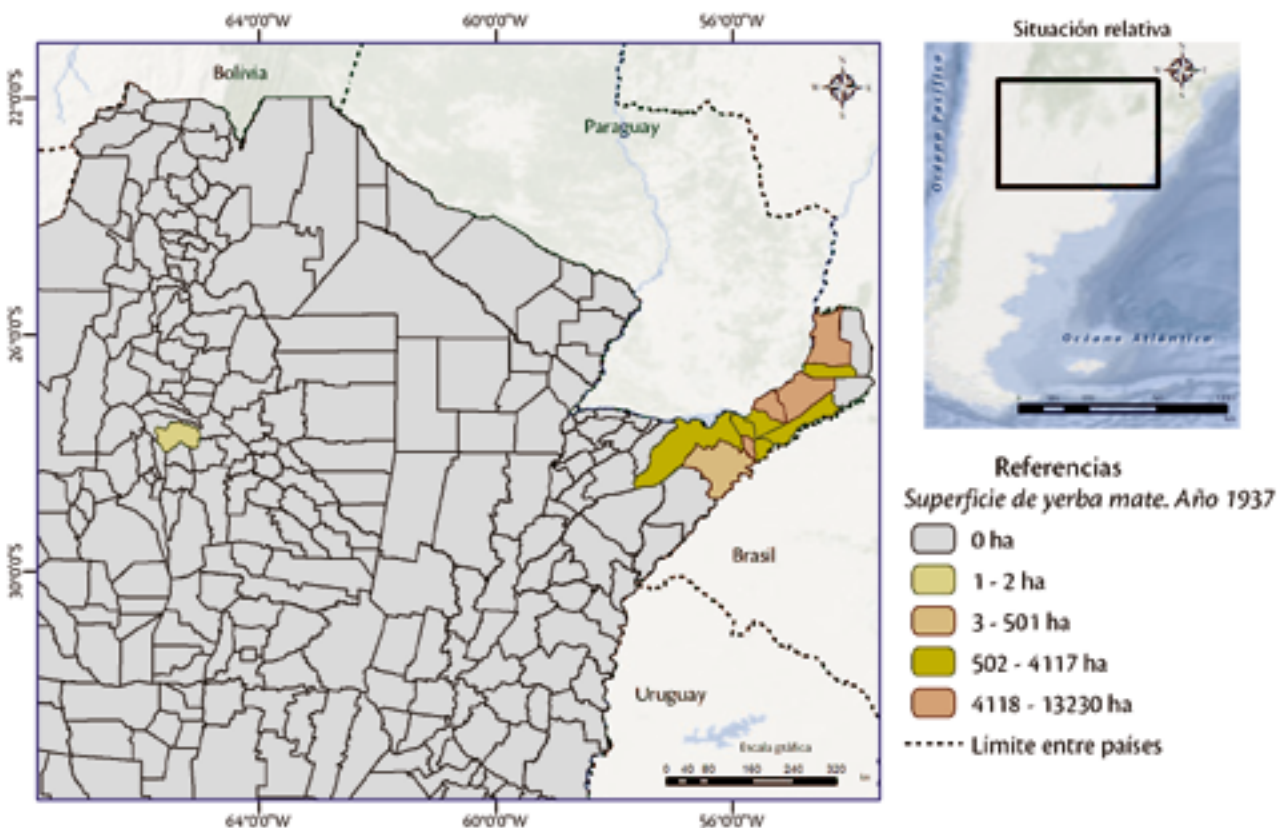 64°0'0"W
60°0'0"W
56°0'0"W
Situación relativa
Bolivia
Paraguay
22°0'0"S
26°0'0"S
30°0'0"S
Océano Pacífico
Océano Atlántico
Brasil
Uruguay
Escala gráfica
0 40 80 160 240 320
km
64°0'0"W
60°0'0"W
56°0'0"W
Referencias
Superficie de yerba mate. Año 1937
0 ha
1 - 2 ha
3 - 501 ha
502 - 4117 ha
4118 - 13230 ha
Limite entre países